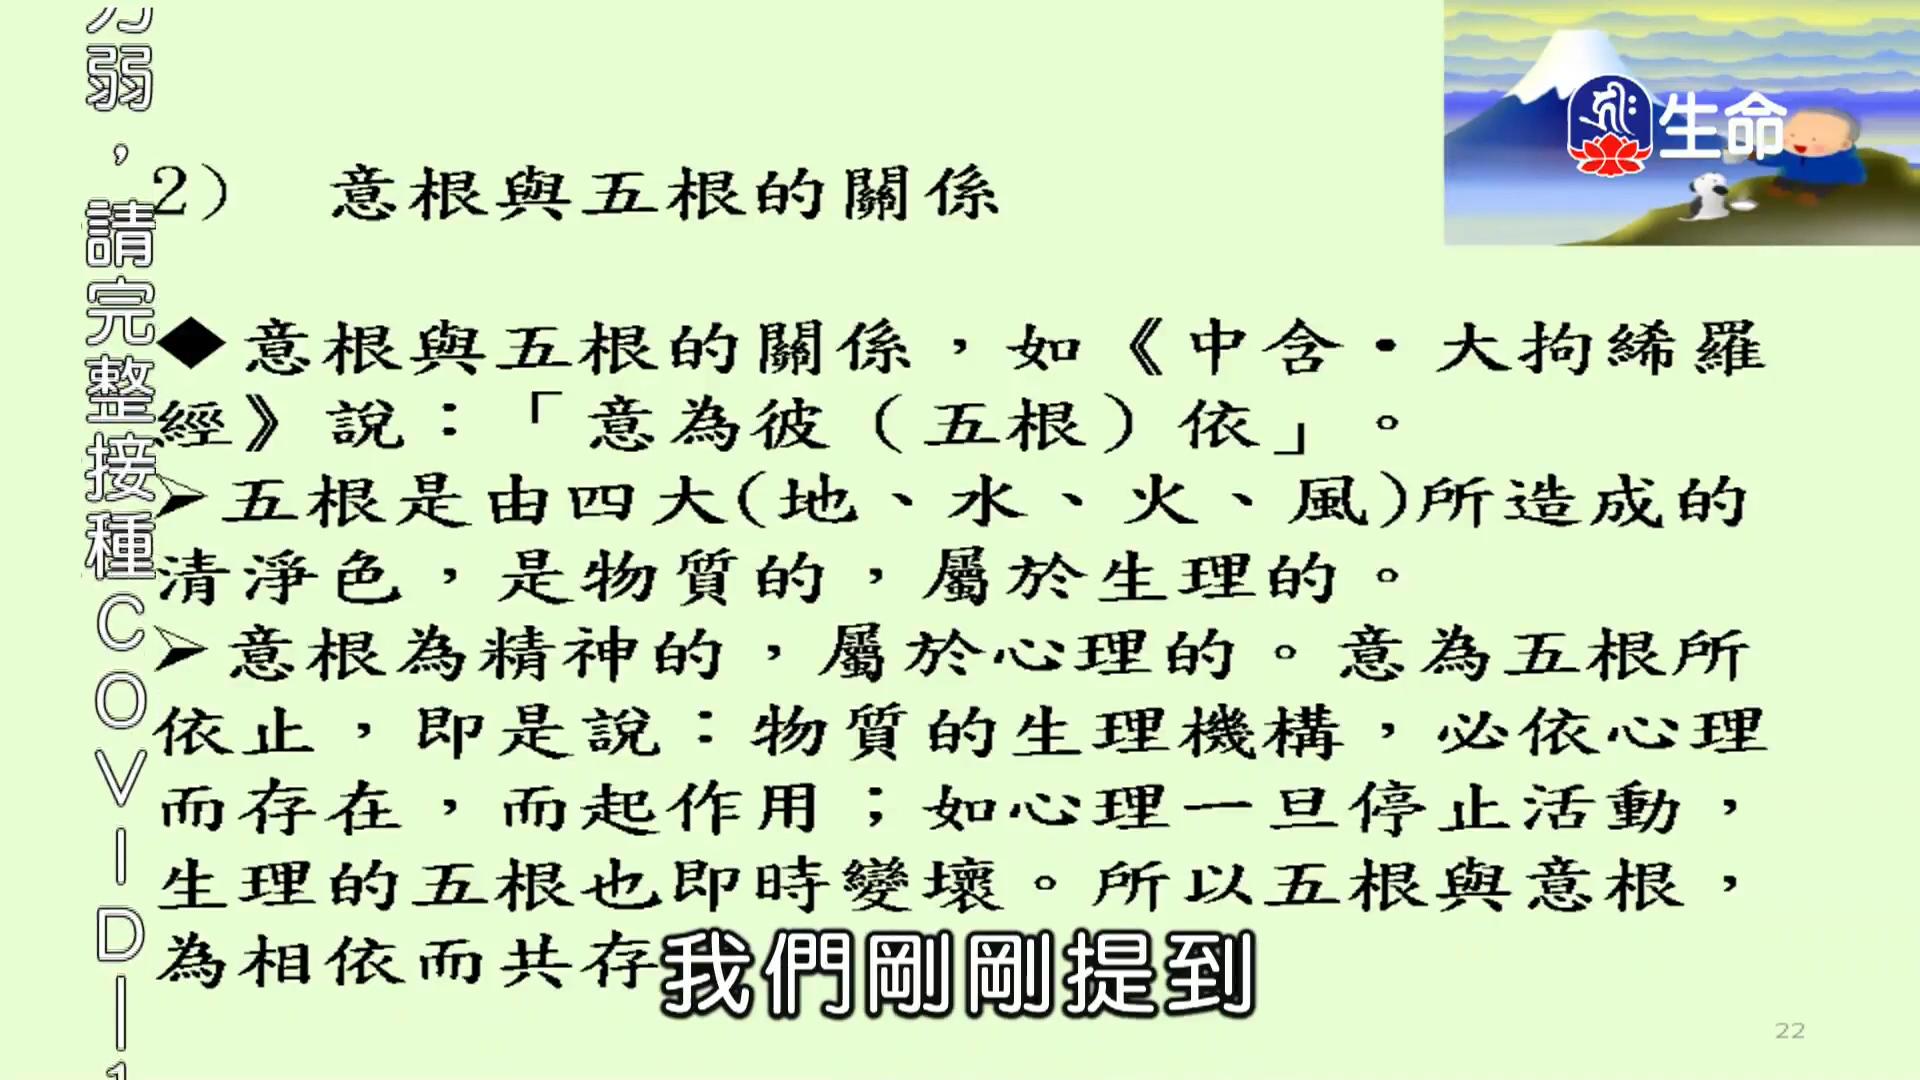 2) 意根與五根的關係
◆意根與五根的關係，如《中含·大拘絺羅
經》說：「意為彼（五根）依」。
➢五根是由四大(地、水、火、風)所造成的
清淨色，是物質的，屬於生理的。
➢意根為精神的，屬於心理的。意為五根所
依止，即是說：物質的生理機構，必依心理
而存在，而起作用；如心理一旦停止活動，
生理的五根也即時變壞。所以五根與意根，
為相依而共存
我們剛剛提到
弱，請完整接種COVID-1
生命
22